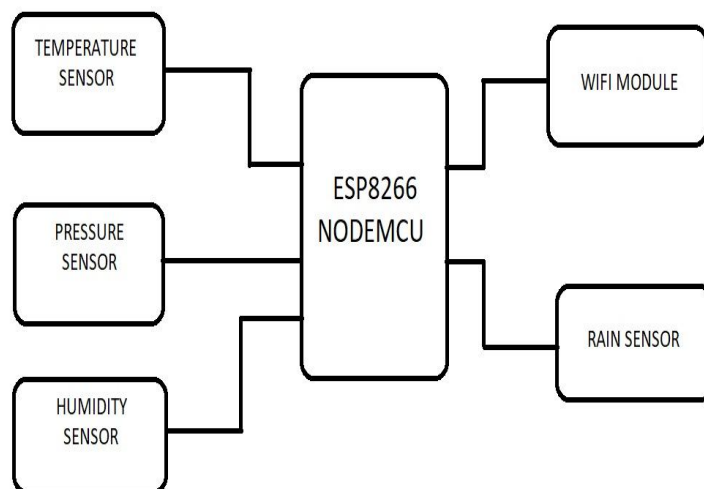 TEMPERATURE
SENSOR
PRESSURE
SENSOR
HUMIDITY
SENSOR
ESP8266
NODEMCU
WIFI MODULE
RAIN SENSOR